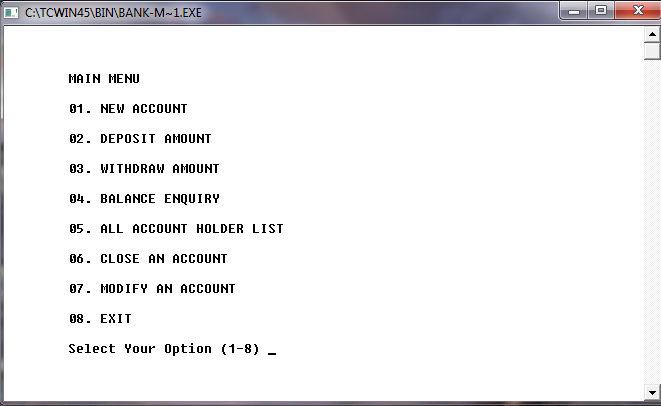 C:\TCWIN45\BIN\BANK-M~1.EXE
MAIN MENU
01. NEW ACCOUNT
02. DEPOSIT AMOUNT
03. WITHDRAW AMOUNT
04. BALANCE ENQUIRY
05. ALL ACCOUNT HOLDER LIST
06. CLOSE AN ACCOUNT
07. MODIFY AN ACCOUNT
08. EXIT
Select Your Option (1-8) _